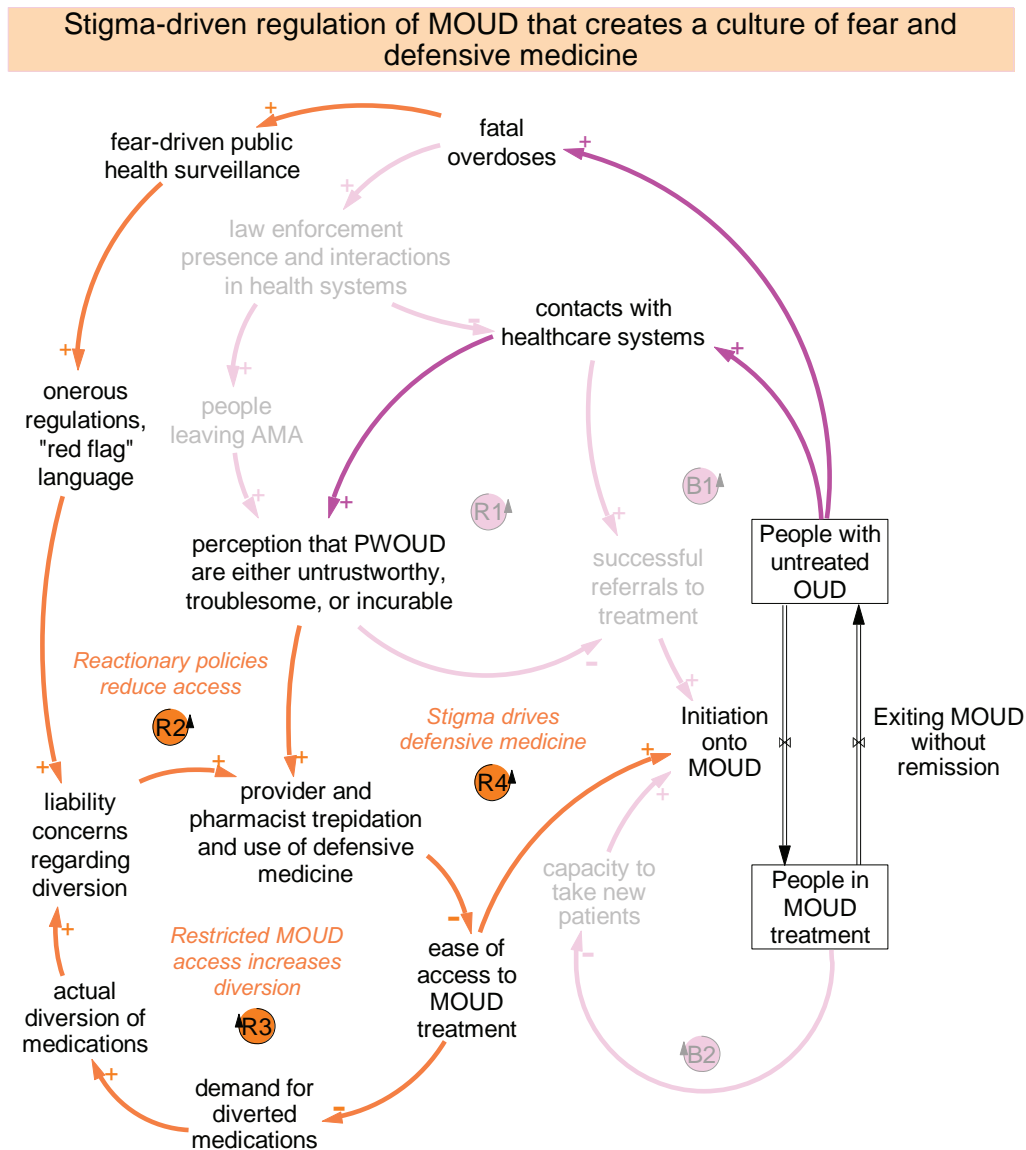 Stigma-driven regulation of MOUD that creates a culture of fear and
defensive medicine
+
fear-driven public
health surveillance
fatal
overdoses
+
+
law enforcement
presence and interactions
in health systems
contacts with
healthcare systems
-
+
+
+
onerous
regulations,
"red flag"
language
people
leaving AMA
+
+
R1
B1
+
perception that PWOUD
are either untrustworthy,
troublesome, or incurable
successful
referrals to
treatment
-
+
People with
untreated
OUD
Reactionary policies
reduce access
R2
Stigma drives
defensive medicine
R4
Initiation
onto
MOUD
Exiting MOUD
without
remission
+
+
+
+
+
liability
concerns
regarding
diversion
provider and
pharmacist trepidation
and use of defensive
medicine
capacity to
take new
patients
-
People in
MOUD
treatment
-
+
Restricted MOUD
access increases
diversion
R3
ease of
access to
MOUD
treatment
actual
diversion of
medications
B2
+
demand for
diverted
medications
-